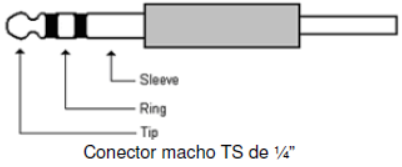 Sleeve
Ring
Tip
Conector macho TS de ¼”